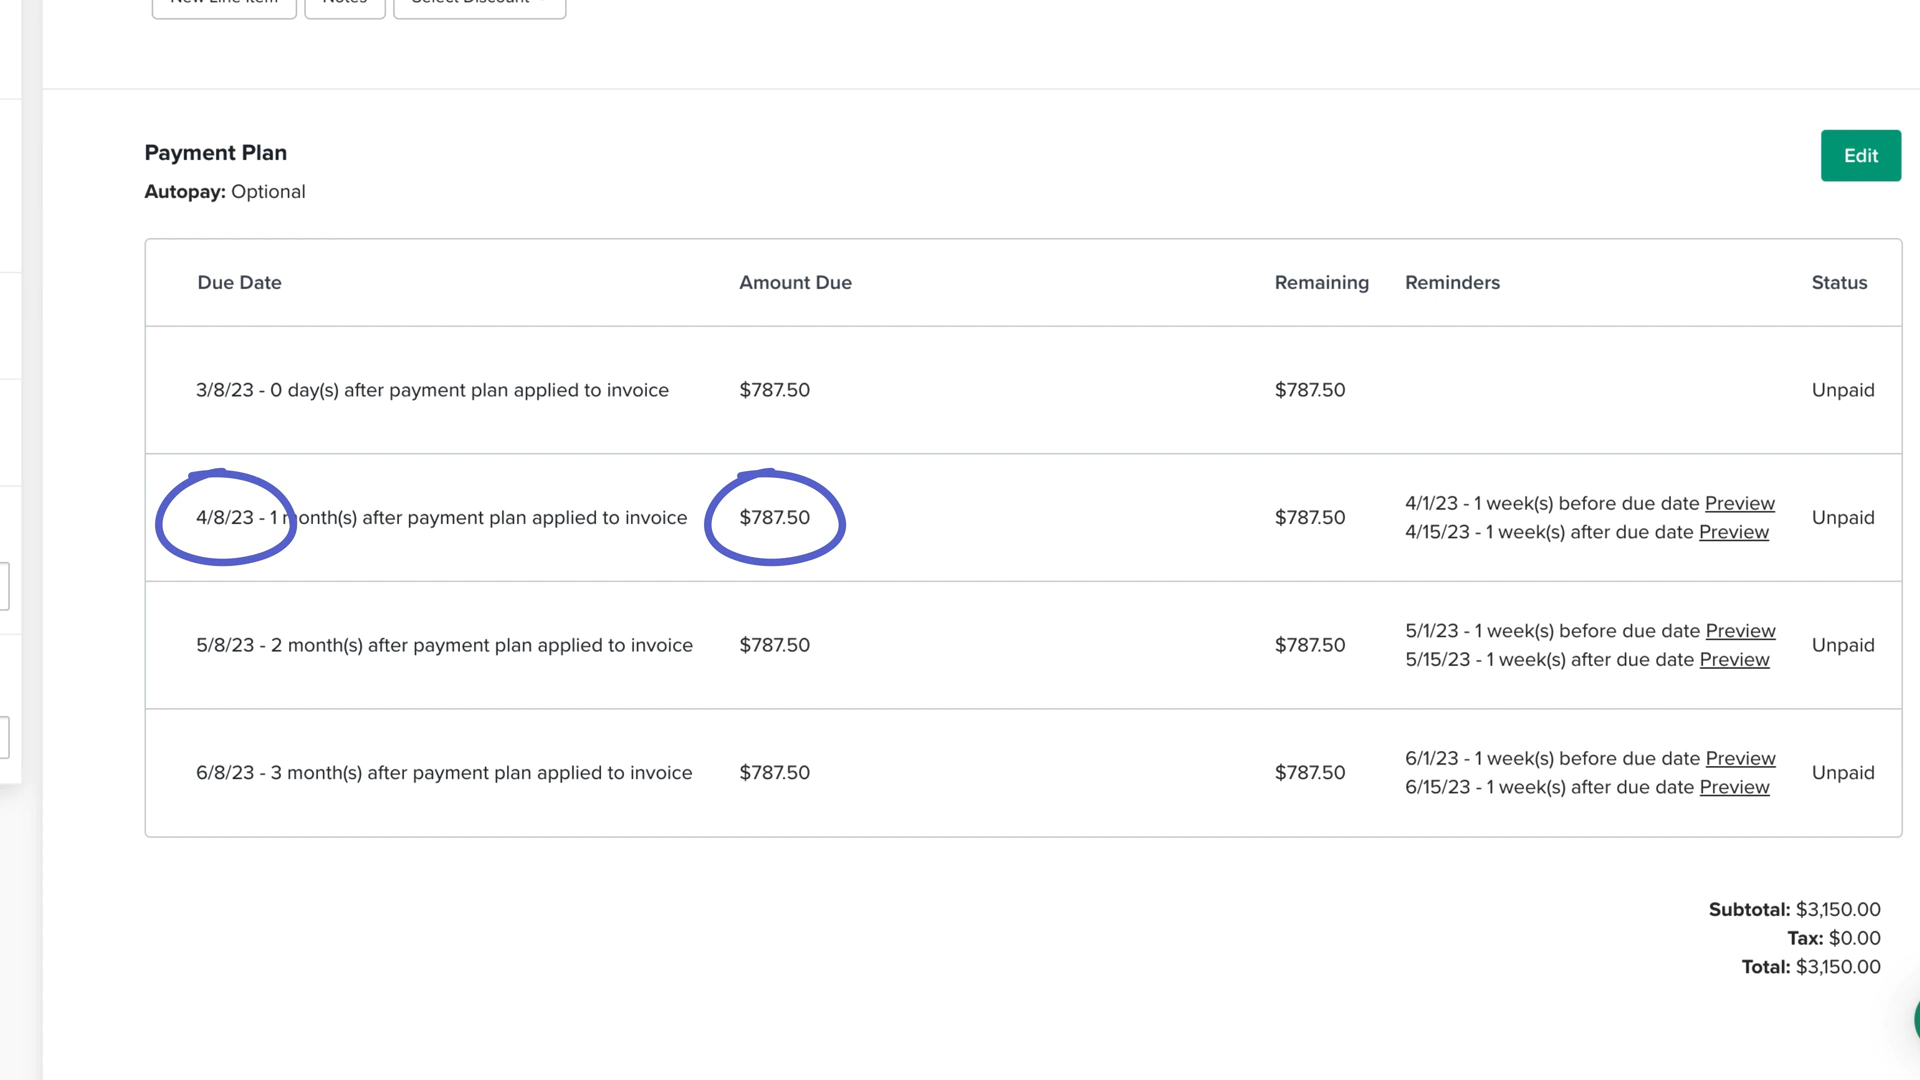 New Line Item Notes Select Discount
Payment Plan
Edit
Autopay: Optional
Due Date Amount Due Remaining Reminders Status
3/8/23 - 0 day(s) after payment plan applied to invoice $787.50 $787.50 Unpaid
4/8/23 - 1 month(s) after payment plan applied to invoice $787.50 $787.50 4/1/23 - 1 week(s) before due date Preview Unpaid
4/15/23 - 1 week(s) after due date Preview
5/8/23 - 2 month(s) after payment plan applied to invoice $787.50 $787.50 5/1/23 - 1 week(s) before due date Preview Unpaid
5/15/23 - 1 week(s) after due date Preview
6/8/23 - 3 month(s) after payment plan applied to invoice $787.50 $787.50 6/1/23 - 1 week(s) before due date Preview Unpaid
6/15/23 - 1 week(s) after due date Preview
Subtotal: $3,150.00
Tax: $0.00
Total: $3,150.00